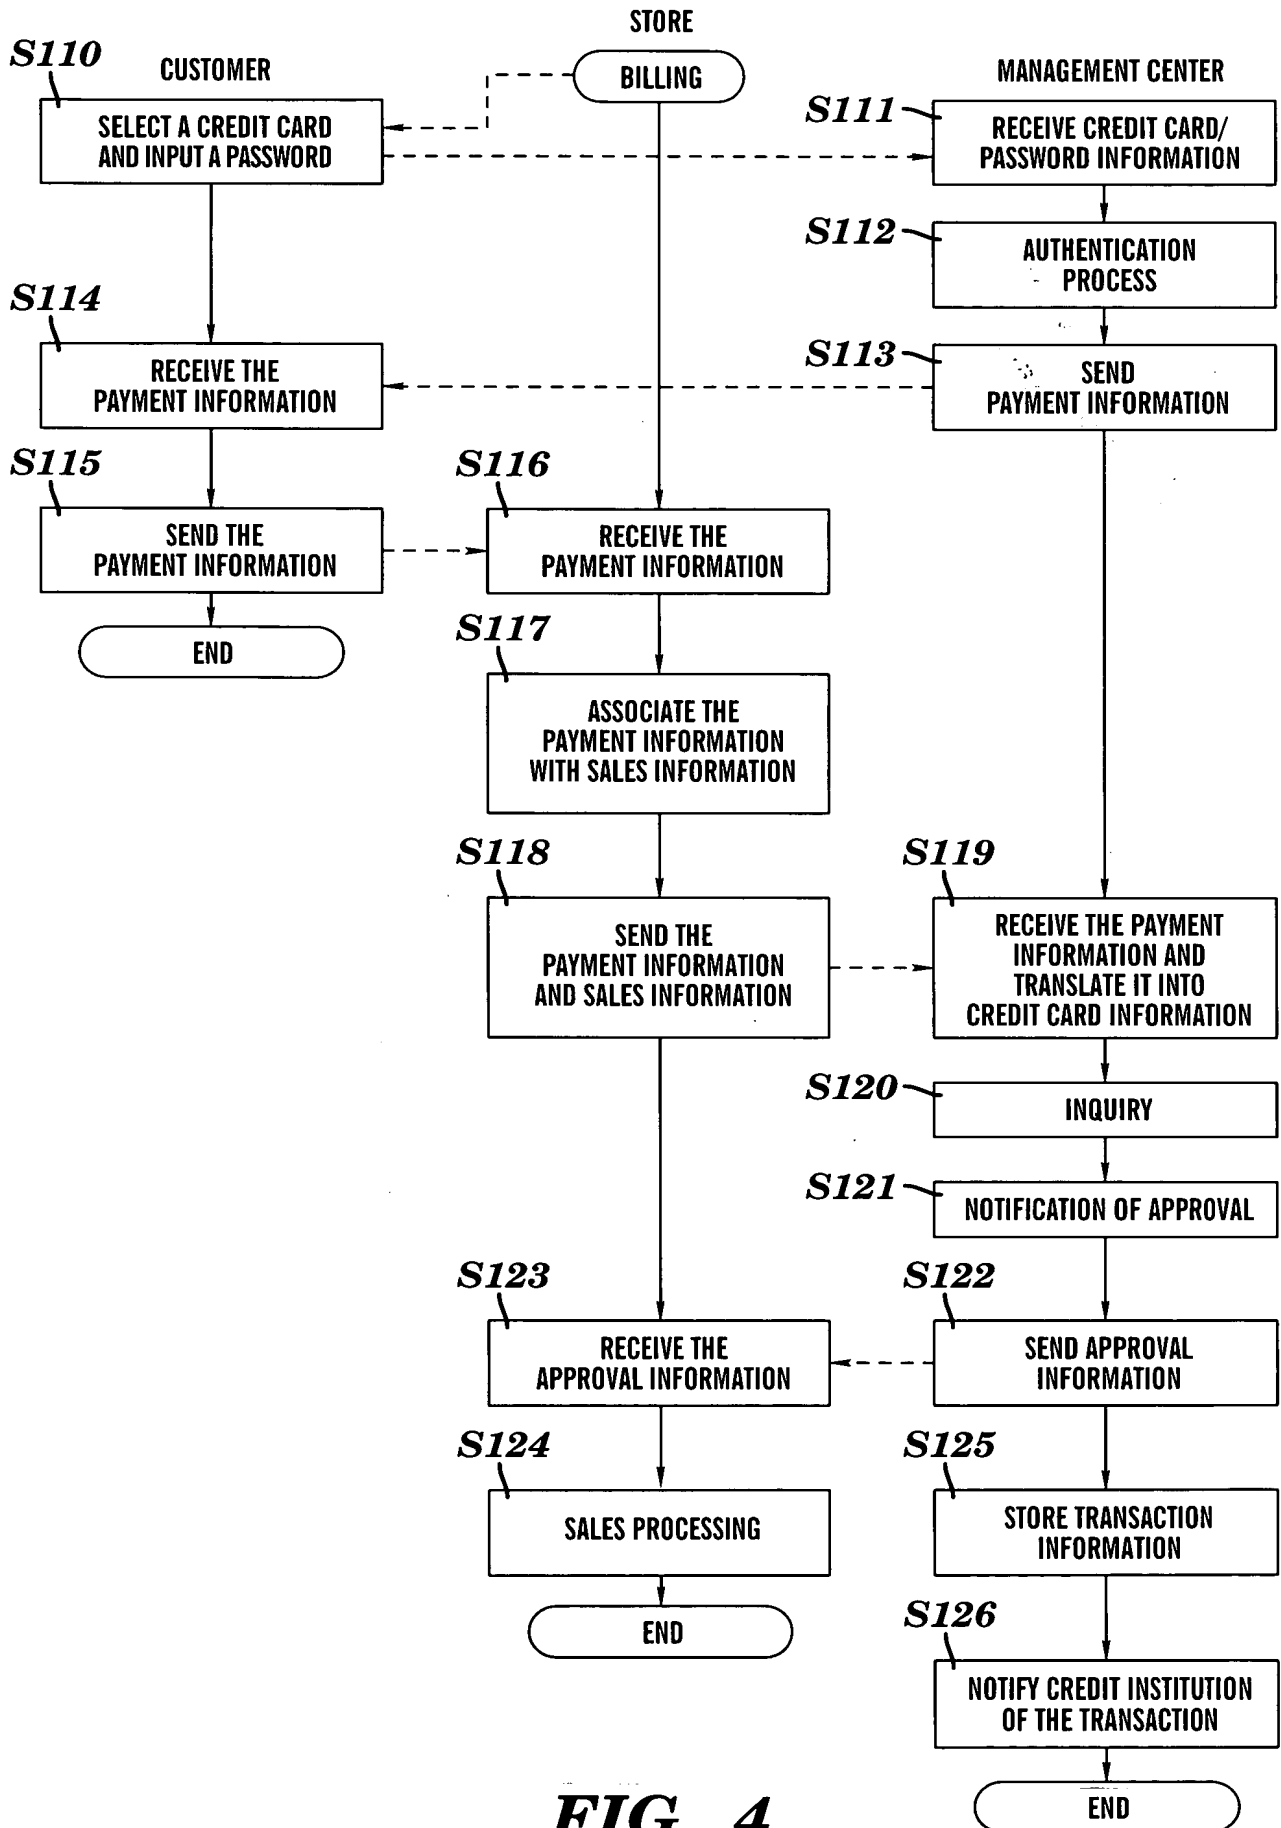 STORE
S110
CUSTOMER
BILLING
MANAGEMENT CENTER
SELECT A CREDIT CARD
AND INPUT A PASSWORD
S111
RECEIVE CREDIT CARD/
PASSWORD INFORMATION
S112
AUTHENTICATION
PROCESS
S114
RECEIVE THE
PAYMENT INFORMATION
S113
SEND
PAYMENT INFORMATION
S115
SEND THE
PAYMENT INFORMATION
S116
RECEIVE THE
PAYMENT INFORMATION
END
S117
ASSOCIATE THE
PAYMENT INFORMATION
WITH SALES INFORMATION
S118
SEND THE
PAYMENT INFORMATION
AND SALES INFORMATION
S119
RECEIVE THE PAYMENT
INFORMATION AND
TRANSLATE IT INTO
CREDIT CARD INFORMATION
S120
INQUIRY
S121
NOTIFICATION OF APPROVAL
S123
RECEIVE THE
APPROVAL INFORMATION
S122
SEND APPROVAL
INFORMATION
S124
SALES PROCESSING
S125
STORE TRANSACTION
INFORMATION
END
S126
NOTIFY CREDIT INSTITUTION
OF THE TRANSACTION
END
FIG. 4